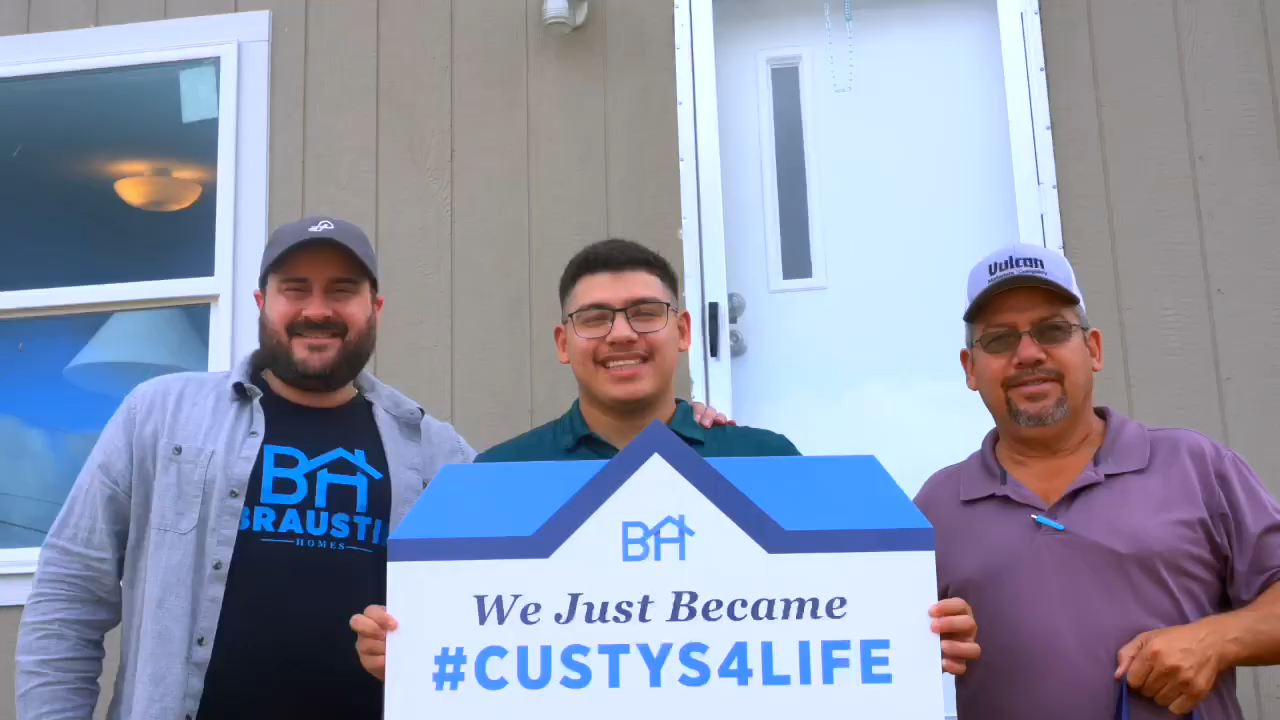 Vulcan
BH
BRAUSTI
HOMES
BH
We Just Became
#CUSTYS4LIFE